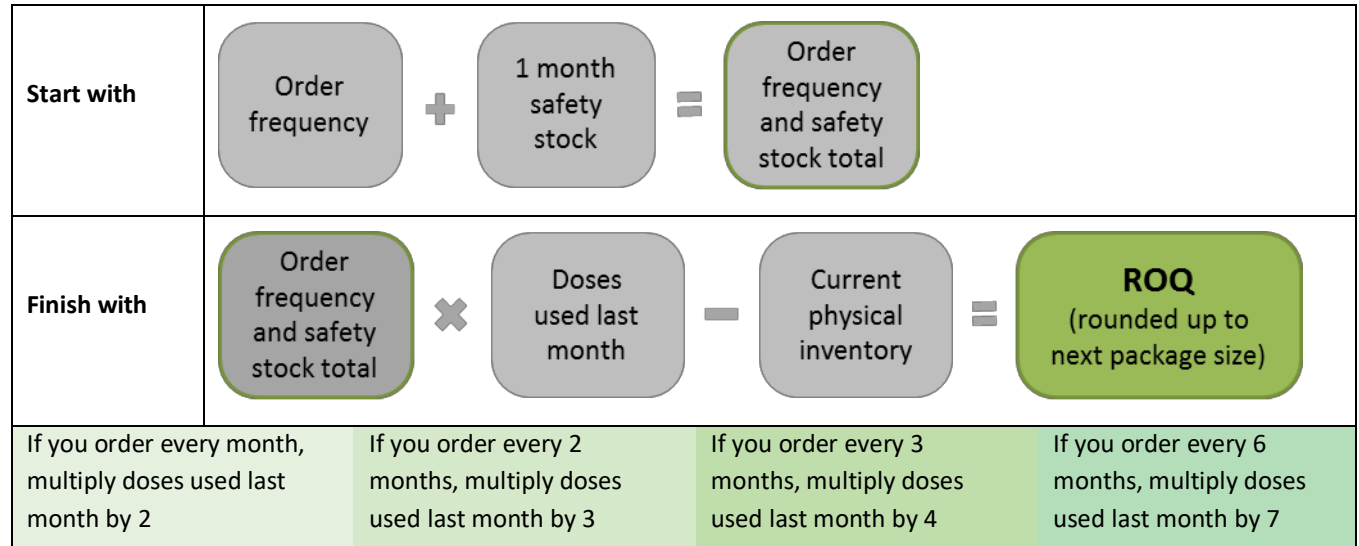 Start with
Order
frequency
+
1 month
safety
stock
=
Order
frequency
and safety
stock total
Finish with
Order
frequency
and safety
stock total
×
Doses
used last
month
−
Current
physical
inventory
=
ROQ
(rounded up to
next package size)
If you order every month,
multiply doses used last
month by 2
If you order every 2
months, multiply doses
used last month by 3
If you order every 3
months, multiply doses
used last month by 4
If you order every 6
months, multiply doses
used last month by 7